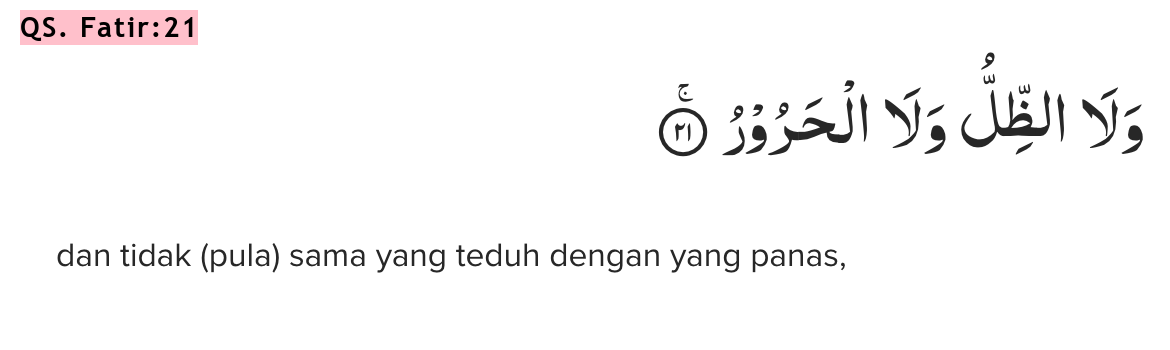 QS. Fatir:21
وَلَا الظِّلُّ وَلَا الْحَرُوْرُۚ ٢١
dan tidak (pula) sama yang teduh dengan yang panas,